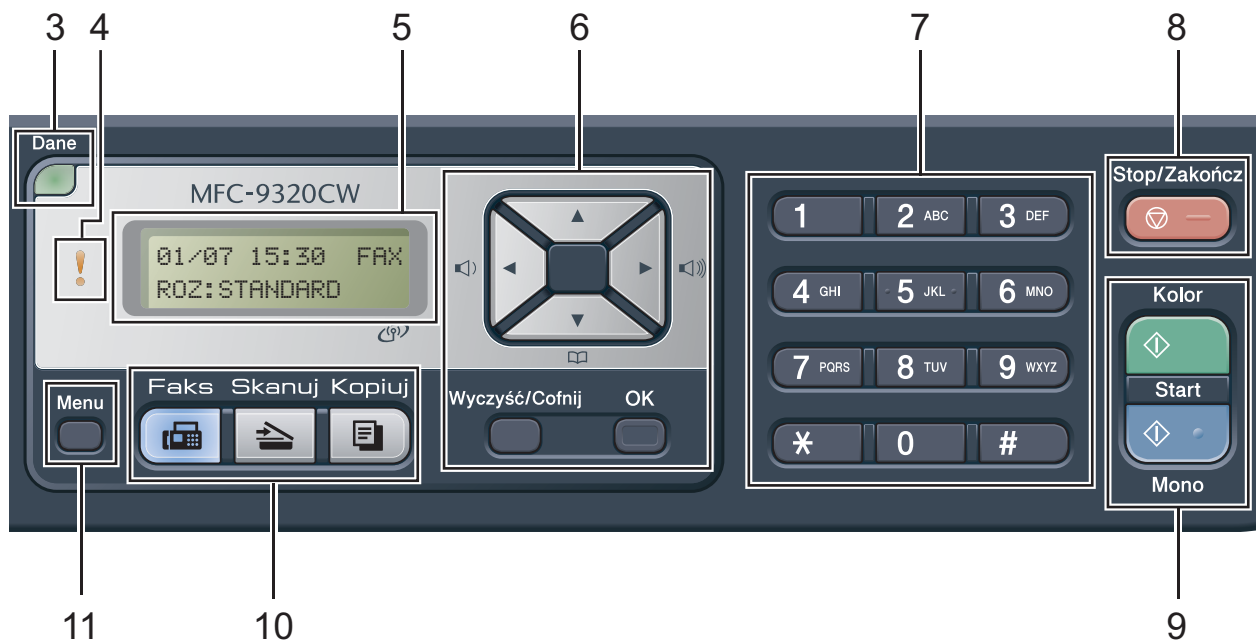 3 4 5 6 7 8
Dane
MFC-9320CW
01/07 15:30 FAX
ROZ:STANDARD
Menu
Faks Skanuj Kopiuj
Wyczyść/Cofnij OK
1 2 ABC 3 DEF
4 GHI 5 JKL 6 MNO
7 PQRS 8 TUV 9 WXYZ
* 0 #
Stop/Zakończ
Kolor
Start
Mono
11 10 9